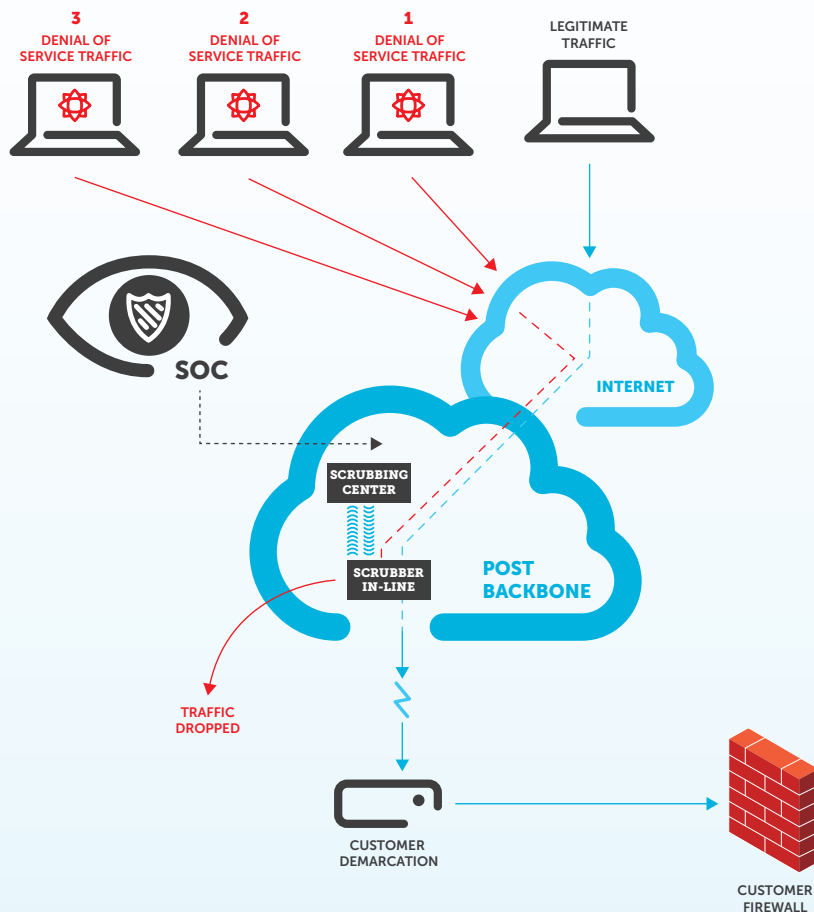 3
DENIAL OF
SERVICE TRAFFIC
2
DENIAL OF
SERVICE TRAFFIC
1
DENIAL OF
SERVICE TRAFFIC
LEGITIMATE
TRAFFIC
SOC
INTERNET
SCRUBBING
CENTER
SCRUBBER
IN-LINE
POST
BACKBONE
TRAFFIC
DROPPED
CUSTOMER
DEMARCATION
CUSTOMER
FIREWALL